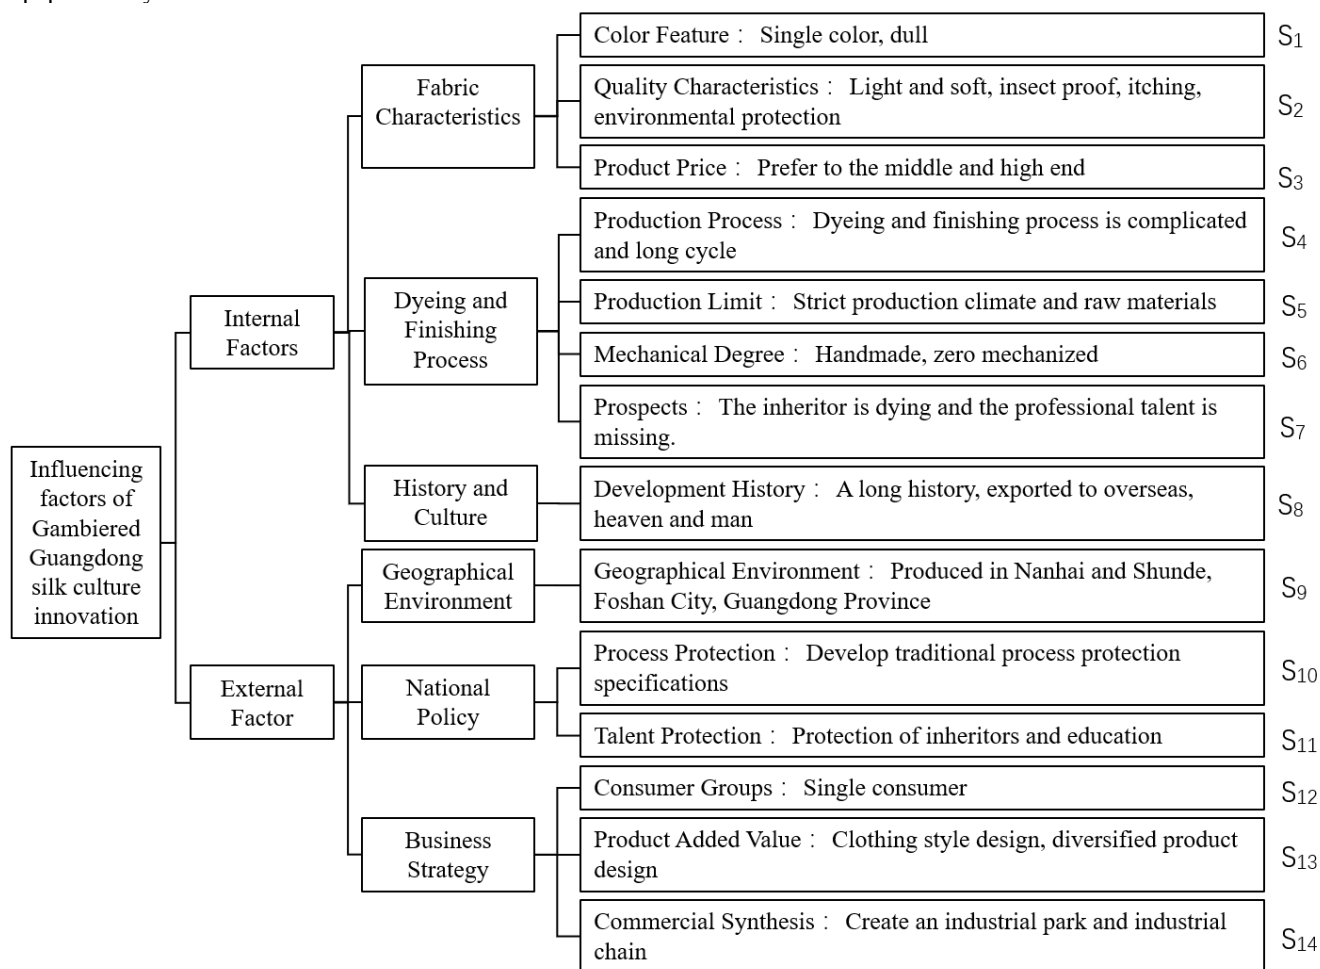 Color Feature： Single color, dull
S1
Fabric
Characteristics
Quality Characteristics： Light and soft, insect proof, itching,
environmental protection
S2
Product Price： Prefer to the middle and high end
S3
Production Process： Dyeing and finishing process is complicated
and long cycle
S4
Dyeing and
Finishing
Process
Production Limit： Strict production climate and raw materials
S5
Internal
Factors
Mechanical Degree： Handmade, zero mechanized
S6
Prospects： The inheritor is dying and the professional talent is
missing.
S7
Influencing
factors of
Gambiered
Guangdong
silk culture
innovation
History and
Culture
Development History： A long history, exported to overseas,
heaven and man
S8
Geographical
Environment
Geographical Environment： Produced in Nanhai and Shunde,
Foshan City, Guangdong Province
S9
External
Factor
National
Policy
Process Protection： Develop traditional process protection
specifications
S10
Talent Protection： Protection of inheritors and education
S11
Consumer Groups： Single consumer
S12
Business
Strategy
Product Added Value： Clothing style design, diversified product
design
S13
Commercial Synthesis： Create an industrial park and industrial
chain
S14